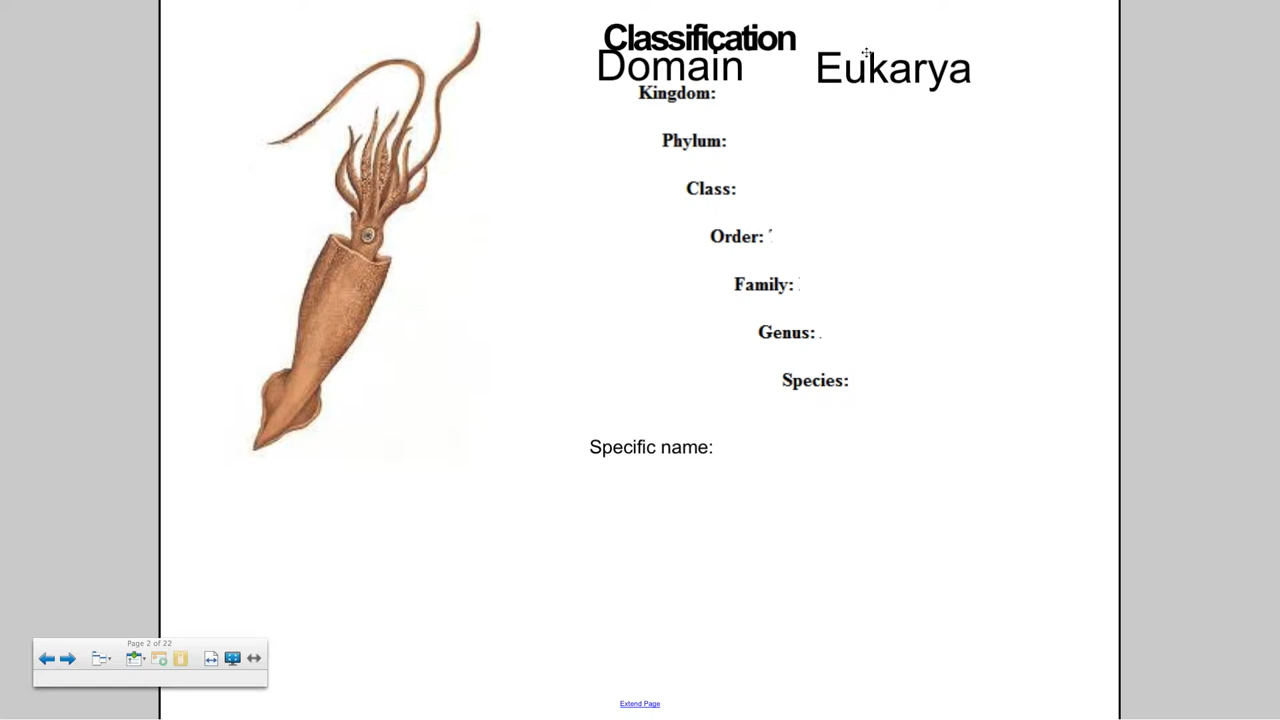 Classification
Domain Eukarya
Kingdom:
Phylum:
Class:
Order:
Family:
Genus:
Species:
Specific name:
Page 2 of 22
Extend Page